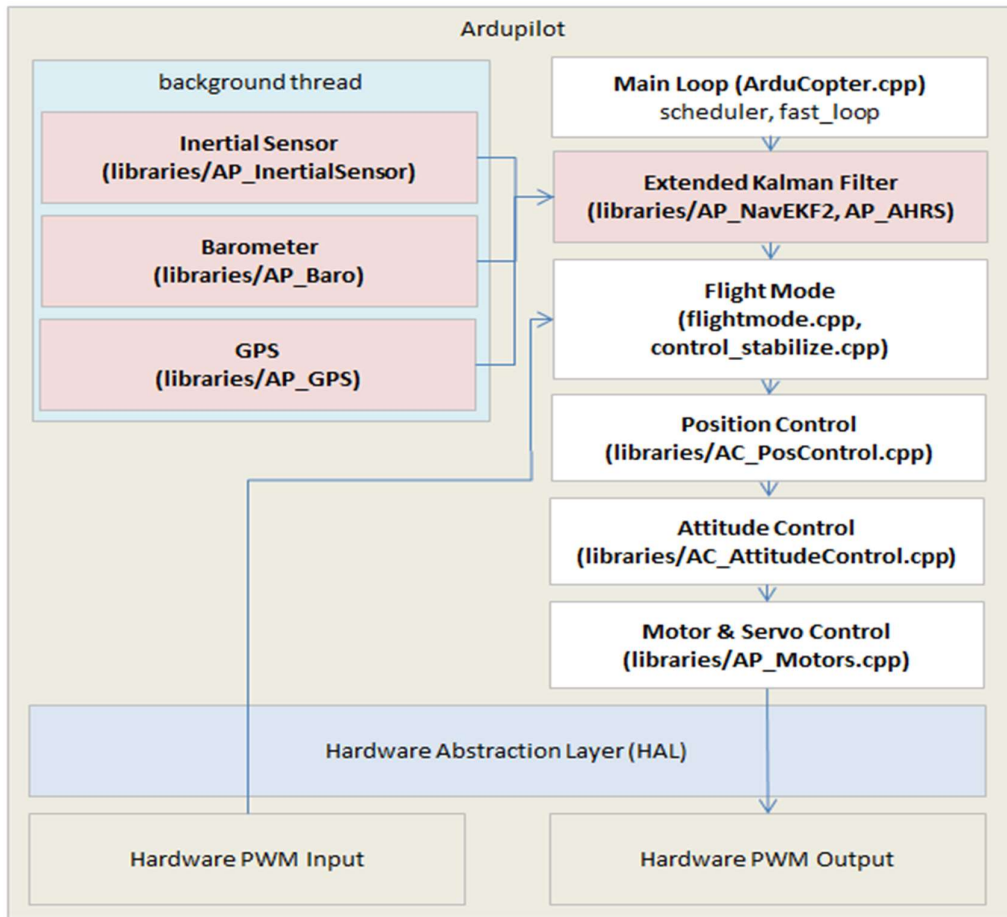 Ardupilot
background thread
Inertial Sensor
(libraries/AP_InertialSensor)
Barometer
(libraries/AP_Baro)
GPS
(libraries/AP_GPS)
Main Loop (ArduCopter.cpp)
scheduler, fast_loop
Extended Kalman Filter
(libraries/AP_NavEKF2, AP_AHRS)
Flight Mode
(flightmode.cpp,
control_stabilize.cpp)
Position Control
(libraries/AC_PosControl.cpp)
Attitude Control
(libraries/AC_AttitudeControl.cpp)
Motor & Servo Control
(libraries/AP_Motors.cpp)
Hardware Abstraction Layer (HAL)
Hardware PWM Input
Hardware PWM Output